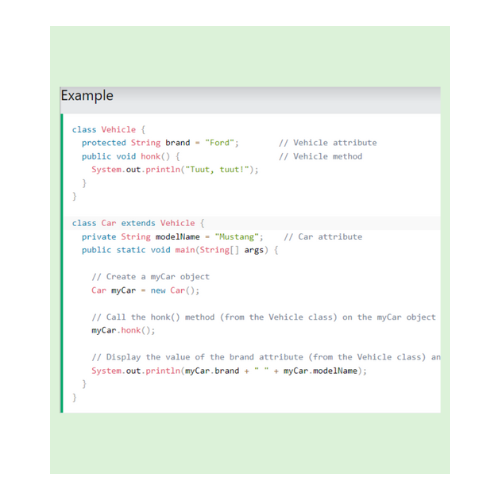 Example
class Vehicle {
protected String brand = "Ford"; // Vehicle attribute
public void honk() { // Vehicle method
System.out.println("Tuut, tuut!");
}
}
class Car extends Vehicle {
private String modelName = "Mustang"; // Car attribute
public static void main(String[] args) {
// Create a myCar object
Car myCar = new Car();
// Call the honk() method (from the Vehicle class) on the myCar object
myCar.honk();
// Display the value of the brand attribute (from the Vehicle class) an
System.out.println(myCar.brand + " " + myCar.modelName);
}
}